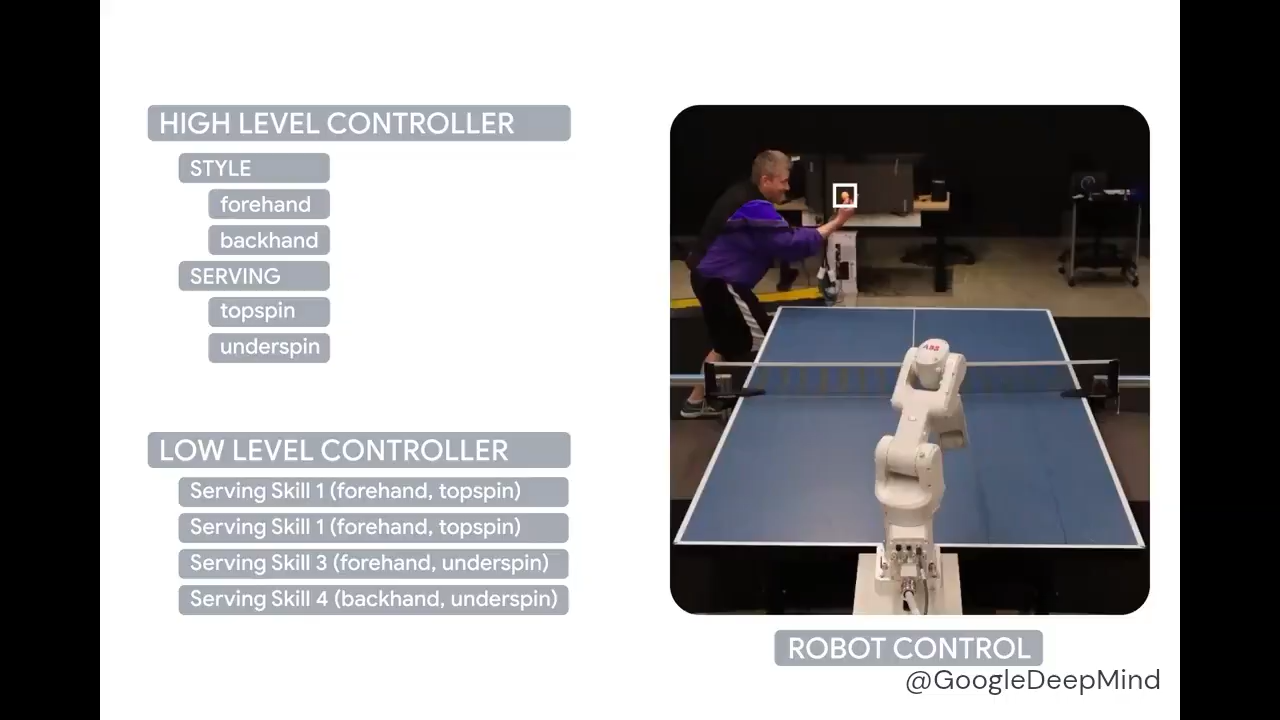 HIGH LEVEL CONTROLLER
STYLE
forehand
backhand
SERVING
topspin
underspin
LOW LEVEL CONTROLLER
Serving Skill 1 (forehand, topspin)
Serving Skill 1 (forehand, topspin)
Serving Skill 3 (forehand, underspin)
Serving Skill 4 (backhand, underspin)
ABB
ROBOT CONTROL
@GoogleDeepMind